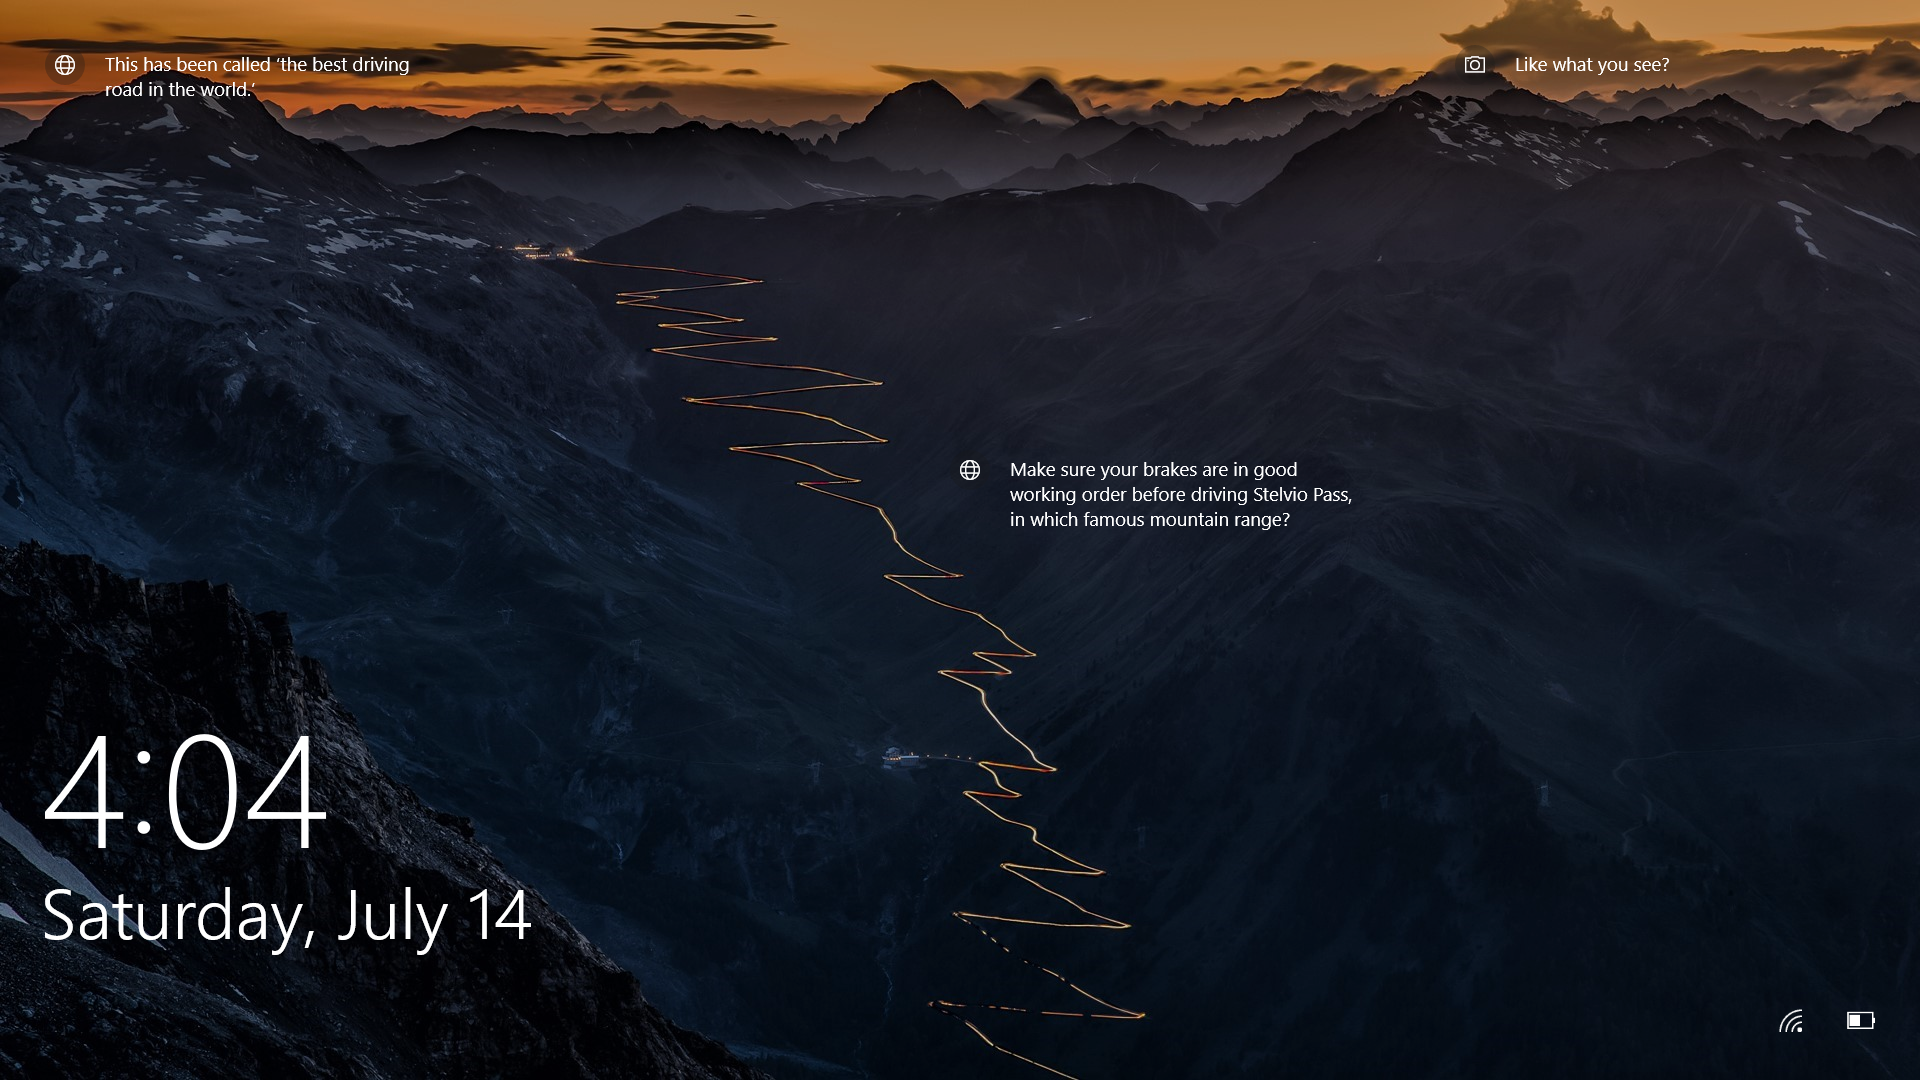 This has been called ‘the best driving
road in the world.’
Like what you see?
Make sure your brakes are in good
working order before driving Stelvio Pass,
in which famous mountain range?
4:04
Saturday, July 14